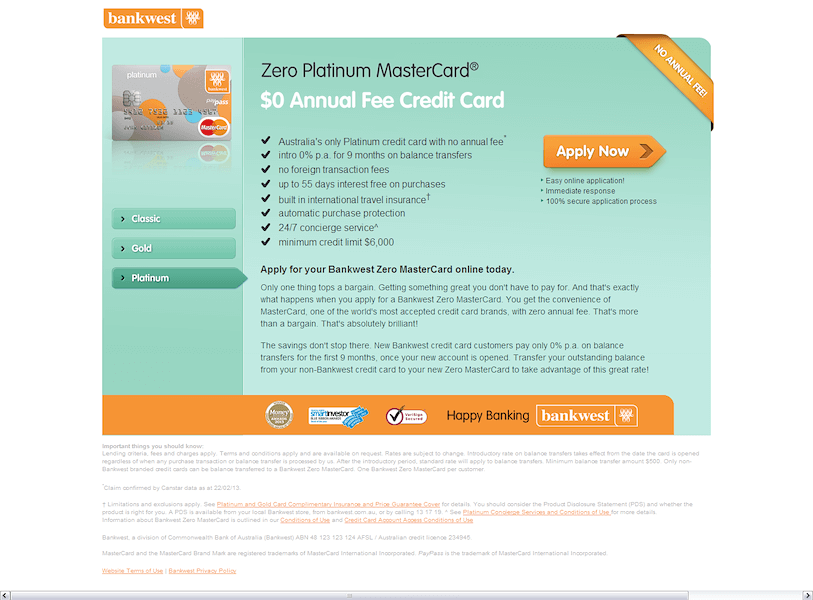 bankwest
NO ANNUAL FEE!
platinum
bankwest
paypass
MasterCard
Zero Platinum MasterCard®
$0 Annual Fee Credit Card
Australia's only Platinum credit card with no annual fee*
intro 0% p.a. for 9 months on balance transfers
no foreign transaction fees
up to 55 days interest free on purchases
built in international travel insurance†
automatic purchase protection
24/7 concierge service^
minimum credit limit $6,000
Apply Now
Easy online application!
Immediate response
100% secure application process
Classic
Gold
Platinum
Apply for your Bankwest Zero MasterCard online today.
Only one thing tops a bargain. Getting something great you don't have to pay for. And that's exactly
what happens when you apply for a Bankwest Zero MasterCard. You get the convenience of
MasterCard, one of the world's most accepted credit card brands, with zero annual fee. That's more
than a bargain. That's absolutely brilliant!
The savings don't stop there. New Bankwest credit card customers pay only 0% p.a. on balance
transfers for the first 9 months, once your new account is opened. Transfer your outstanding balance
from your non-Bankwest credit card to your new Zero MasterCard to take advantage of this great rate!
Money
smartinvestor
VeriSign
Secured
Happy Banking
bankwest
Important things you should know:
Lending criteria, fees and charges apply. Terms and conditions apply and are available on request. Rates are subject to change. Introductory rate on balance transfers takes effect from the date the card is opened
regardless of when any purchase transaction or balance transfer is processed by us. After the introductory period, standard rate will apply to balance transfers. Minimum balance transfer amount $500. Only non-
Bankwest branded credit cards can be balance transferred to a Bankwest Zero MasterCard. One Bankwest Zero MasterCard per customer.
*Claim confirmed by Canstar data as at 22/02/13.
† Limitations and exclusions apply. See Platinum and Gold Card Complimentary Insurance and Price Guarantee Cover for details. You should consider the Product Disclosure Statement (PDS) and whether the
product is right for you. A PDS is available from your local Bankwest store, from bankwest.com.au, or by calling 13 17 19. ^ See Platinum Concierge Services and Conditions of Use for more details.
Information about Bankwest Zero MasterCard is outlined in our Conditions of Use and Credit Card Account Access Conditions of Use
Bankwest, a division of Commonwealth Bank of Australia (Bankwest) ABN 48 123 123 124 AFSL / Australian credit licence 234945.
MasterCard and the MasterCard Brand Mark are registered trademarks of MasterCard International Incorporated. PayPass is the trademark of MasterCard International Incorporated.
Website Terms of Use | Bankwest Privacy Policy